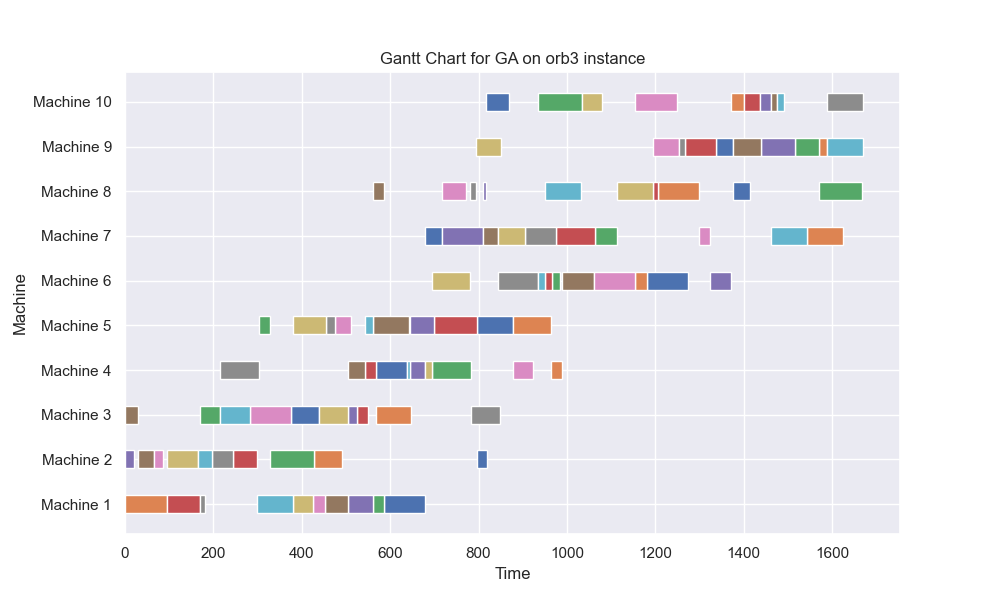 Gantt Chart for GA on orb3 instance
Machine
Machine 10
Machine 9
Machine 8
Machine 7
Machine 6
Machine 5
Machine 4
Machine 3
Machine 2
Machine 1
0 200 400 600 800 1000 1200 1400 1600
Time